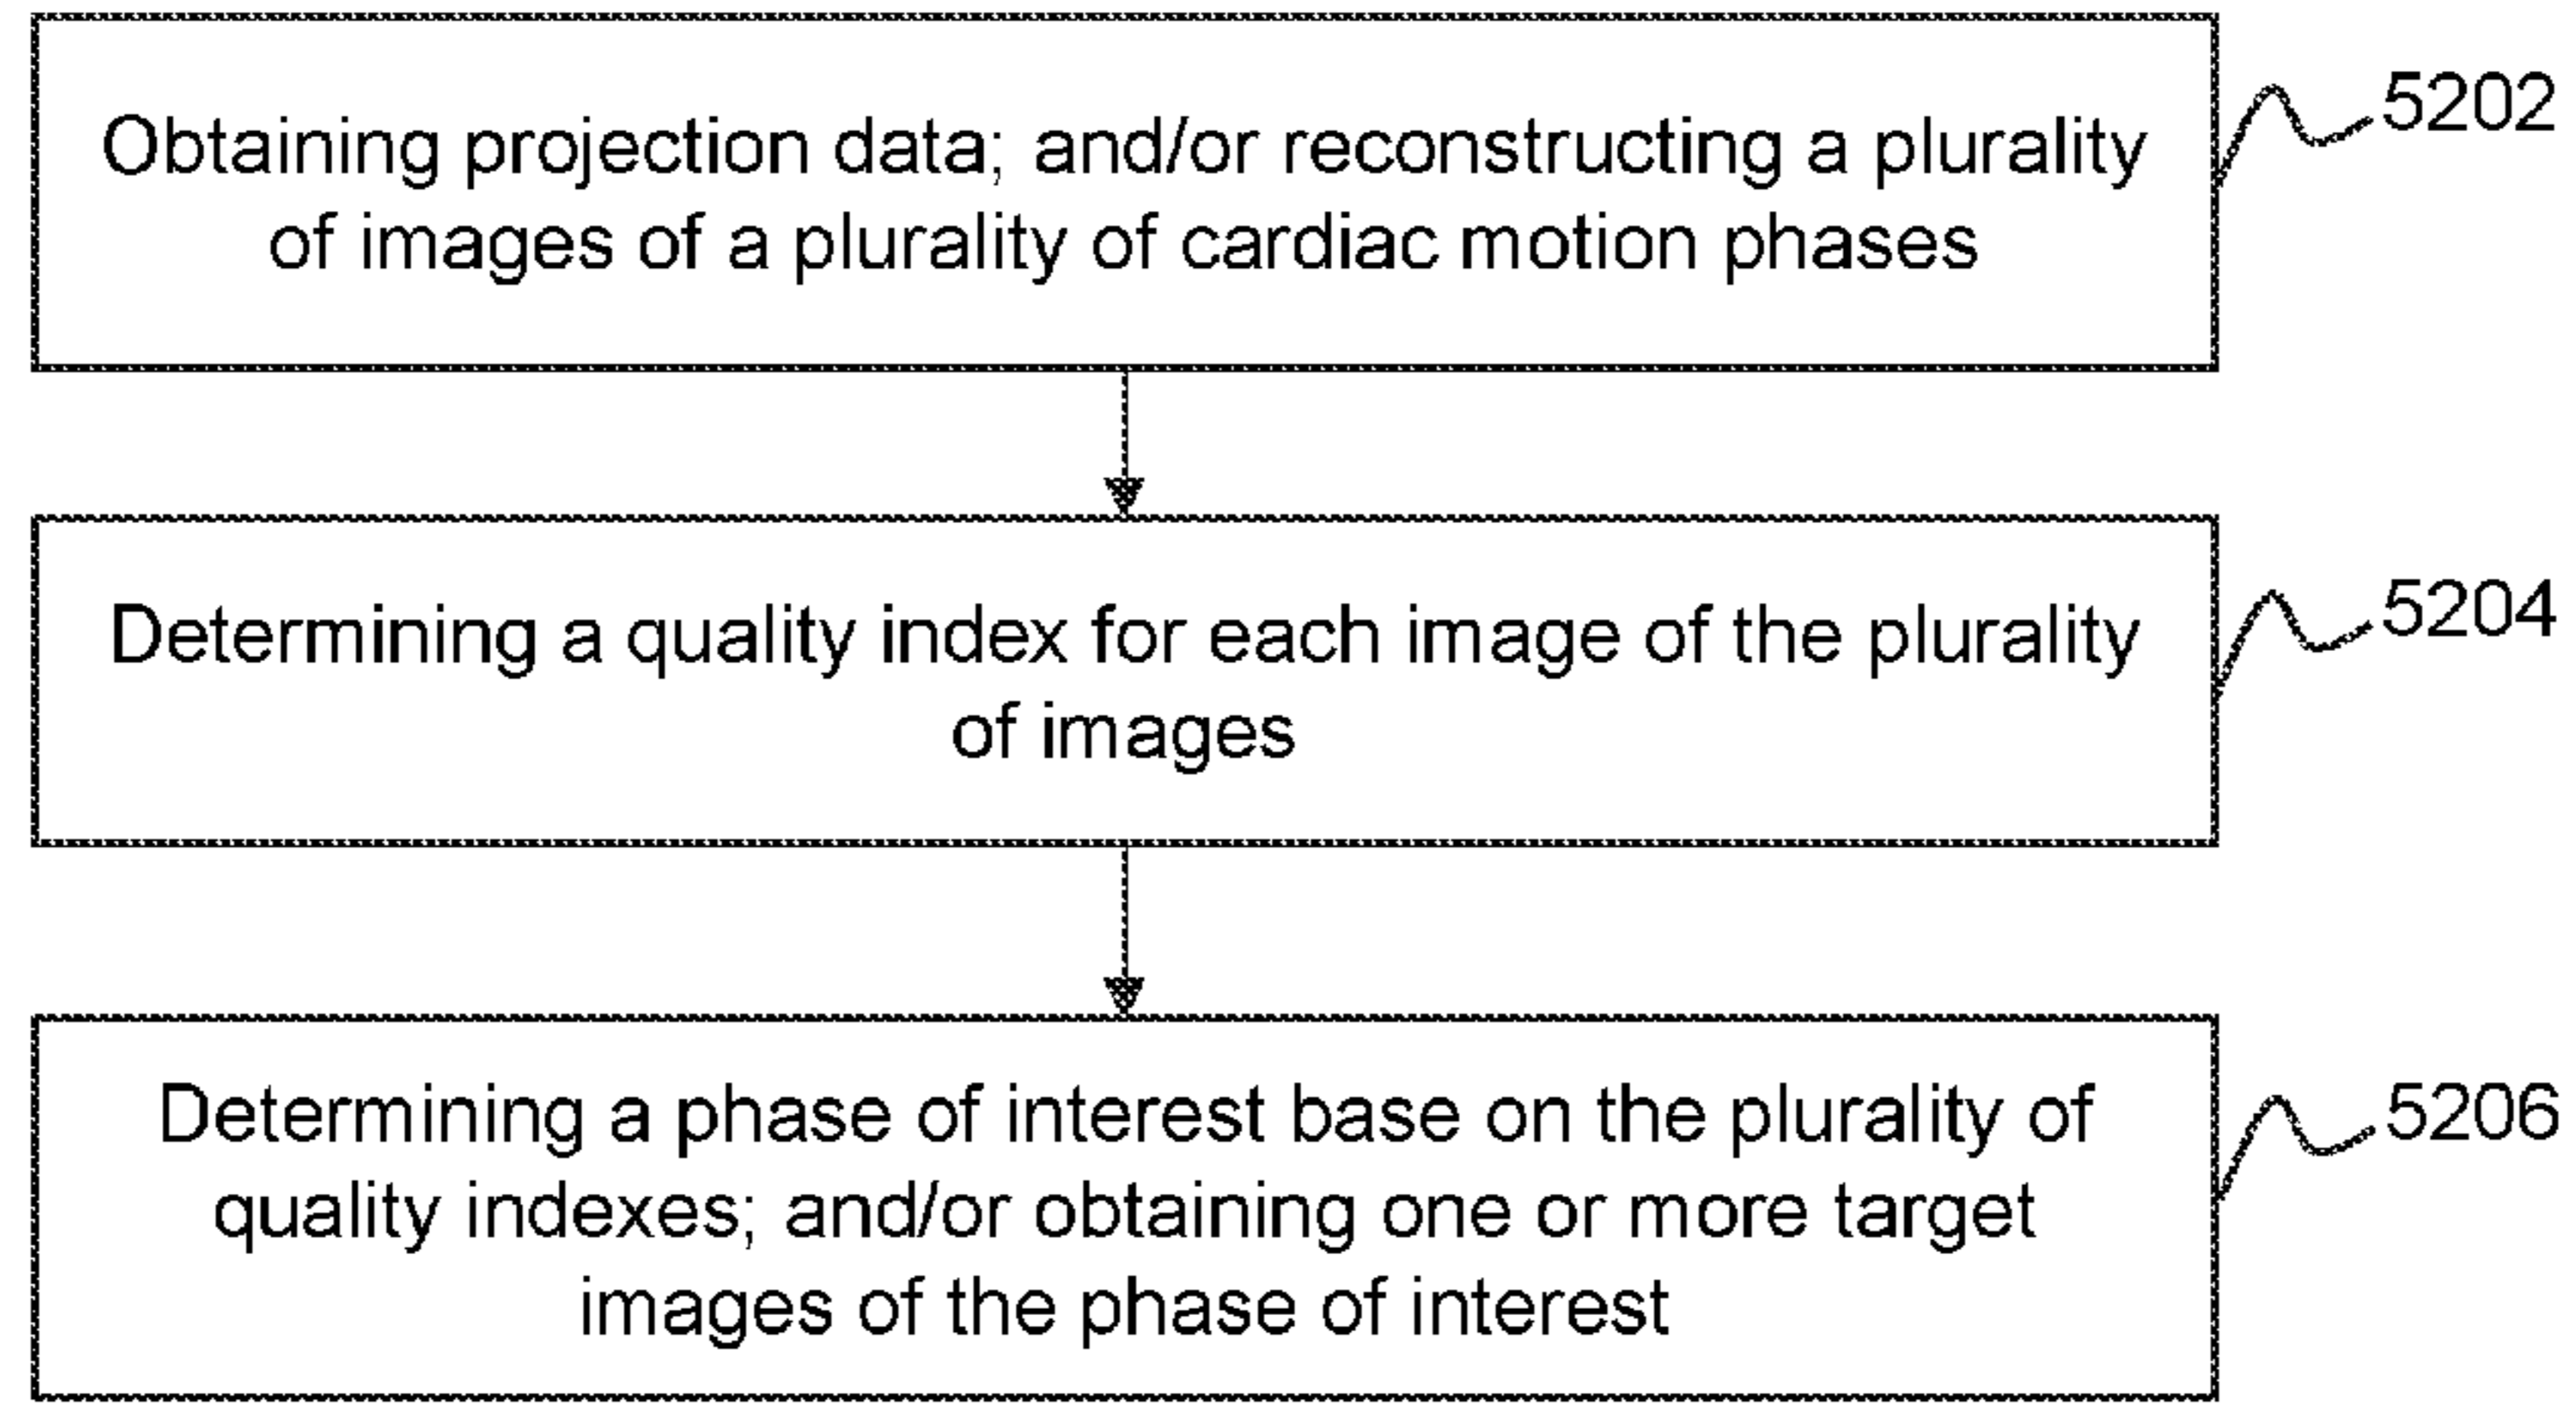 Obtaining projection data; and/or reconstructing a plurality
of images of a plurality of cardiac motion phases
5202
Determining a quality index for each image of the plurality
of images
5204
Determining a phase of interest base on the plurality of
quality indexes; and/or obtaining one or more target
images of the phase of interest
5206